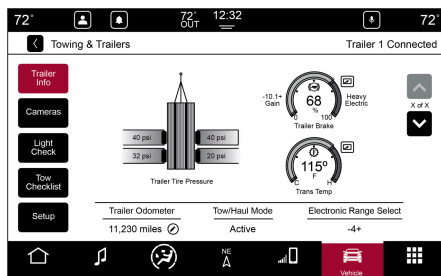 72° 72° OUT 12:32 72°
Towing & Trailers Trailer 1 Connected
Trailer Info
Cameras
Light Check
Tow Checklist
Setup
40 psi 40 psi
32 psi 20 psi
Trailer Tire Pressure
-10.1+ Gain
68 %
0 100
Heavy Electric
Trailer Brake
115°
F
C H
Trans Temp
X of X
Trailer Odometer Tow/Haul Mode Electronic Range Select
11,230 miles Active -4+
NE
A
Vehicle